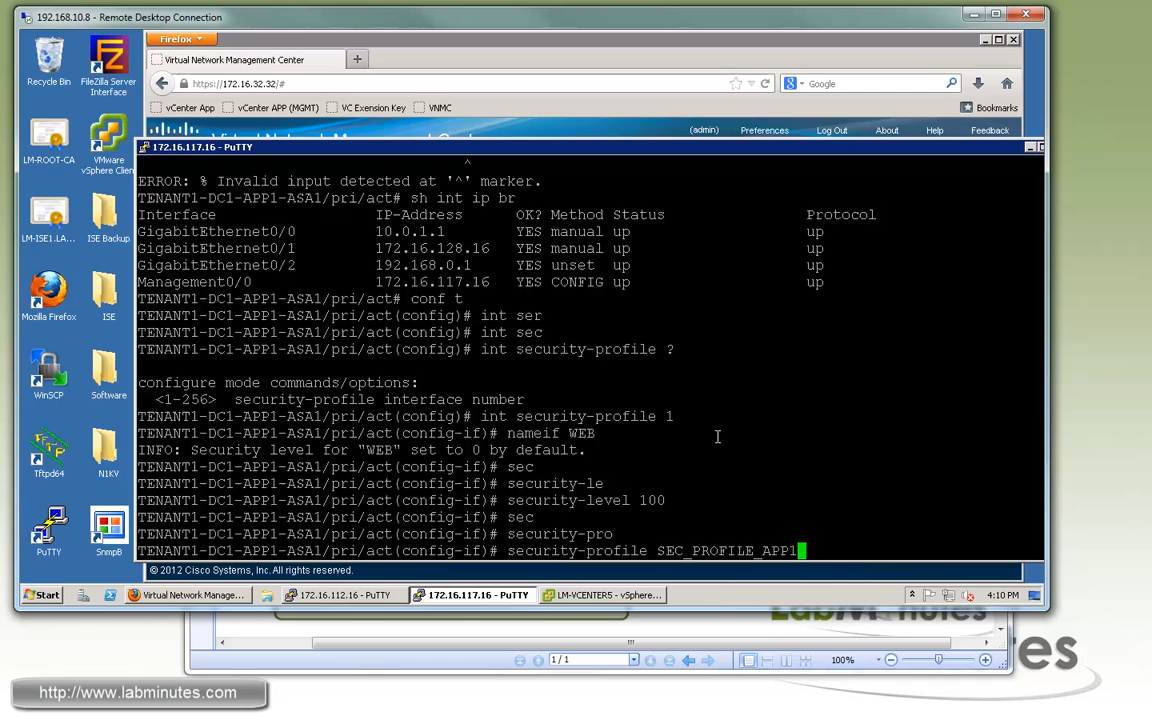 192.168.10.8 - Remote Desktop Connection
Firefox
Recycle Bin
FileZilla Server
Interface
Virtual Network Management Center
https://172.16.32.32/#
Google
vCenter App
vCenter APP (MGMT)
VC Exension Key
VNMC
Bookmarks
(admin)
Preferences
Log Out
About
Help
Feedback
LM-ROOT-CA
VMware
vSphere Client
172.16.117.16 - PuTTY
^
ERROR: % Invalid input detected at '^' marker.
TENANT1-DC1-APP1-ASA1/pri/act# sh int ip br
Interface IP-Address OK? Method Status Protocol
GigabitEthernet0/0 10.0.1.1 YES manual up up
GigabitEthernet0/1 172.16.128.16 YES manual up up
GigabitEthernet0/2 192.168.0.1 YES unset up up
Management0/0 172.16.117.16 YES CONFIG up up
TENANT1-DC1-APP1-ASA1/pri/act# conf t
TENANT1-DC1-APP1-ASA1/pri/act(config)# int ser
TENANT1-DC1-APP1-ASA1/pri/act(config)# int sec
TENANT1-DC1-APP1-ASA1/pri/act(config)# int security-profile ?
configure mode commands/options:
<1-256> security-profile interface number
TENANT1-DC1-APP1-ASA1/pri/act(config)# int security-profile 1
TENANT1-DC1-APP1-ASA1/pri/act(config-if)# nameif WEB
INFO: Security level for "WEB" set to 0 by default.
TENANT1-DC1-APP1-ASA1/pri/act(config-if)# sec
TENANT1-DC1-APP1-ASA1/pri/act(config-if)# security-le
TENANT1-DC1-APP1-ASA1/pri/act(config-if)# security-level 100
TENANT1-DC1-APP1-ASA1/pri/act(config-if)# sec
TENANT1-DC1-APP1-ASA1/pri/act(config-if)# security-pro
TENANT1-DC1-APP1-ASA1/pri/act(config-if)# security-profile SEC_PROFILE_APP1
LM-ISE1.LA...
ISE Backup
Mozilla Firefox
ISE
WinSCP
Software
Tftpd64
N1KV
PuTTY
SnmpB
© 2012 Cisco Systems, Inc. All rights reserved.
Start
Virtual Network Manage...
172.16.112.16 - PuTTY
172.16.117.16 - PuTTY
LM-VCENTER5 - vSphere...
4:10 PM
1 / 1
100%
http://www.labminutes.com